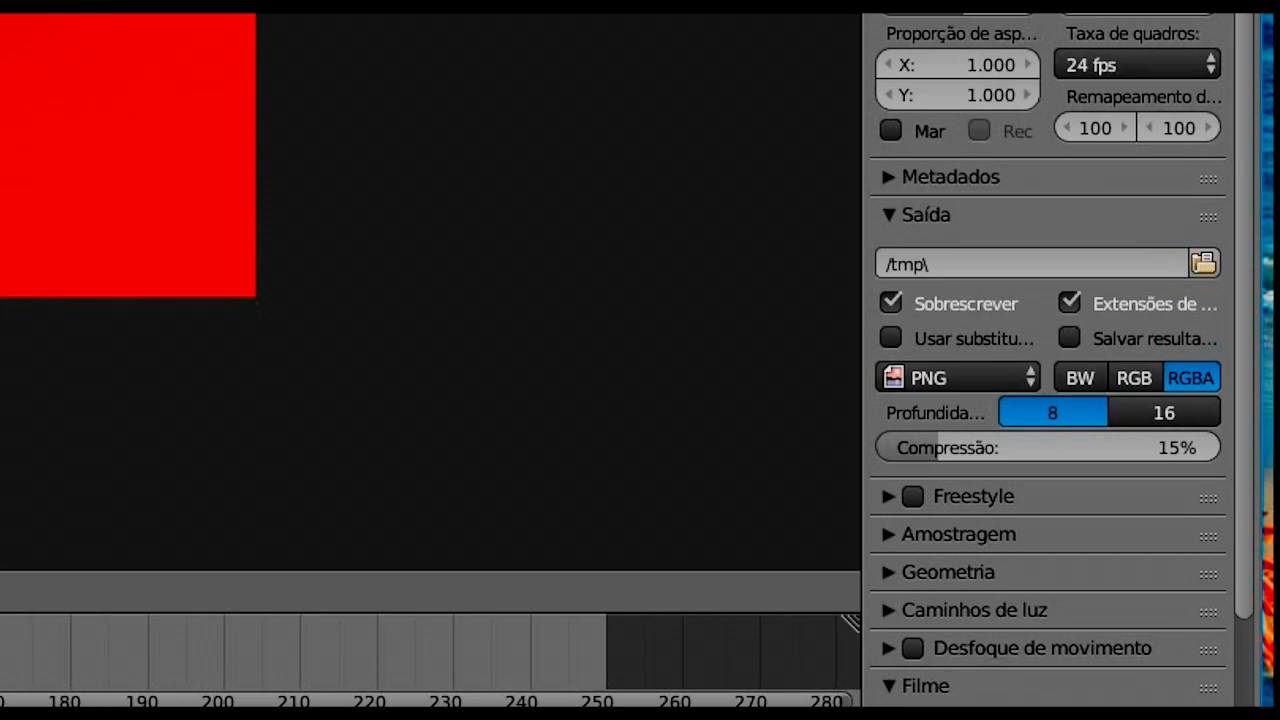 Proporção de asp... Taxa de quadros:
X: 1.000 24 fps
Y: 1.000 Remapeamento d...
Mar Rec 100 100
Metadados
Saída
/tmp\
Sobrescrever Extensões de ...
Usar substitu... Salvar resulta...
PNG BW RGB RGBA
Profundida... 8 16
Compressão: 15%
Freestyle
Amostragem
Geometria
Caminhos de luz
Desfoque de movimento
Filme
180 190 200 210 220 230 240 250 260 270 280